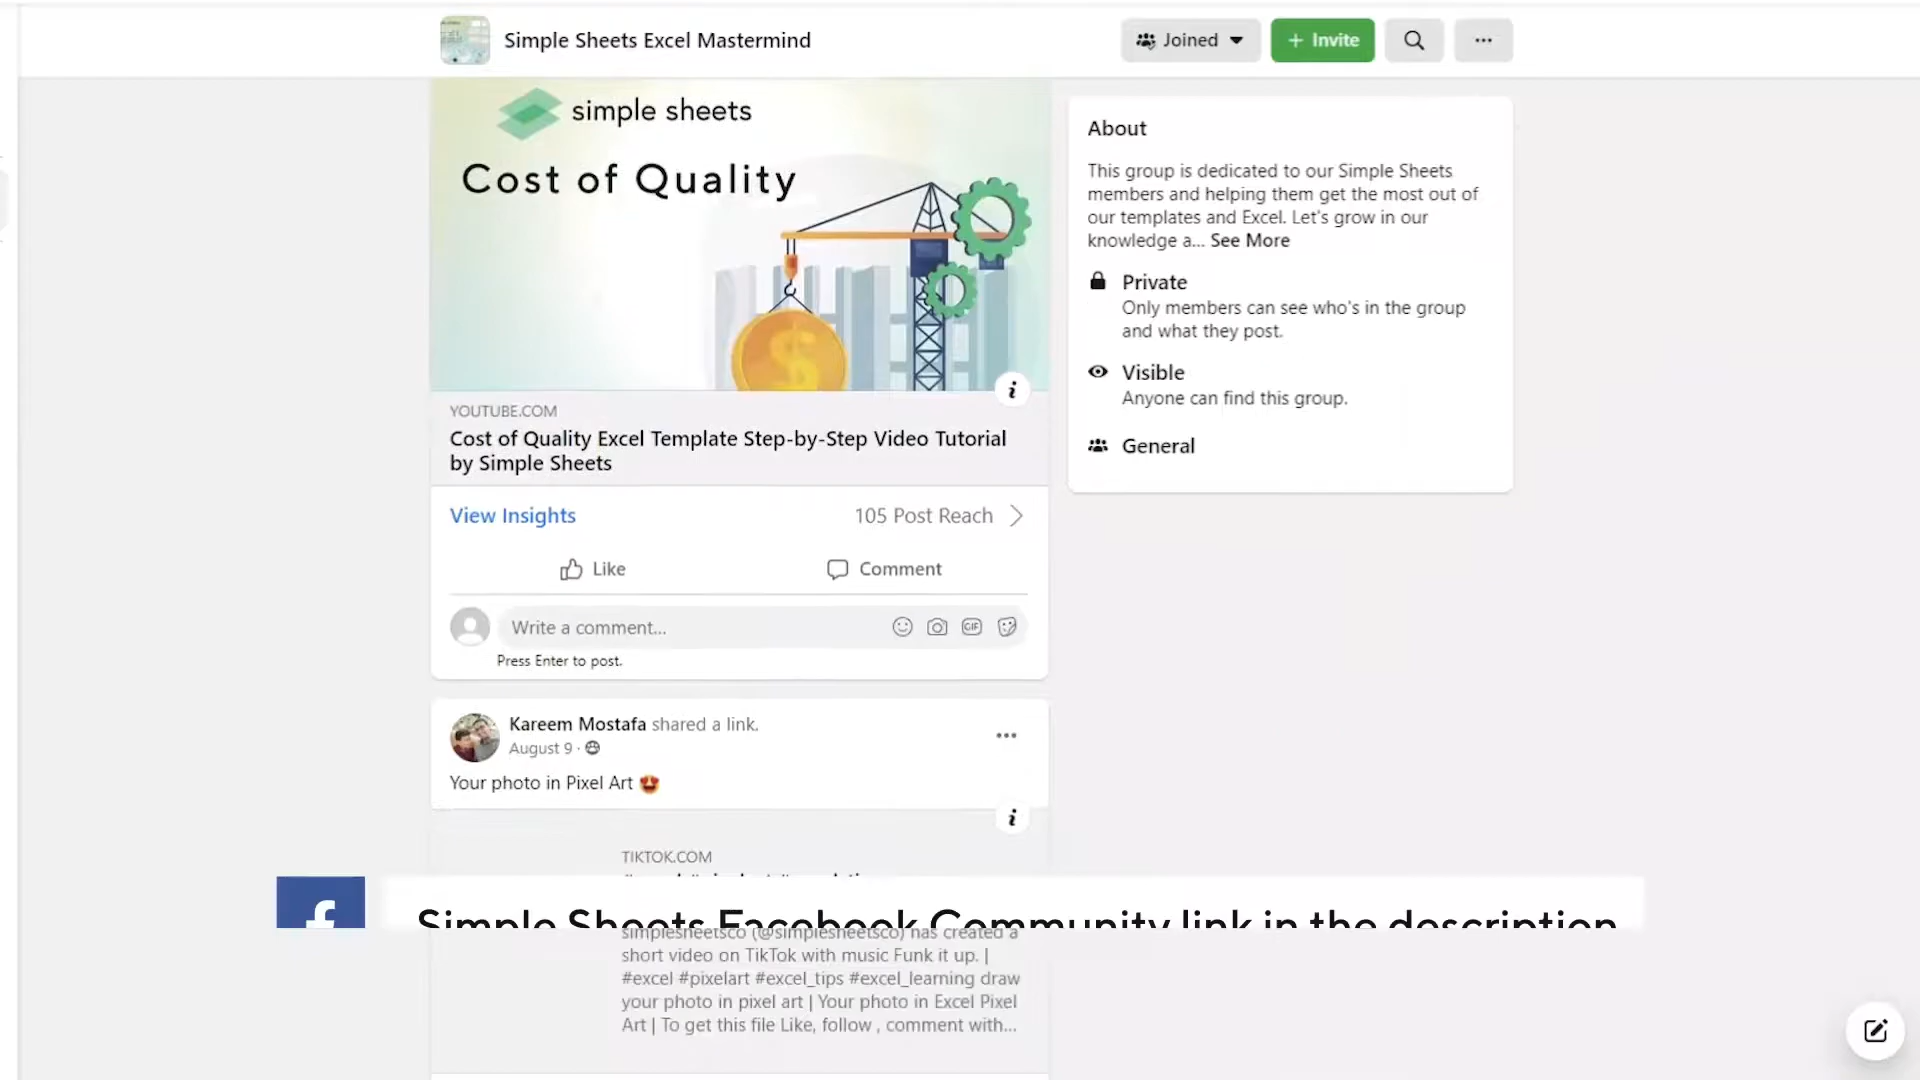 Simple Sheets Excel Mastermind
Joined
+ Invite
simple sheets
Cost of Quality
YOUTUBE.COM
Cost of Quality Excel Template Step-by-Step Video Tutorial
by Simple Sheets
View Insights
105 Post Reach
Like
Comment
Write a comment...
GIF
Press Enter to post.
Kareem Mostafa shared a link.
August 9 ·
Your photo in Pixel Art 😍
TIKTOK.COM
Simple Sheets Facebook Community link in the description
simplesheetsco (@simplesheetsco) has created a
short video on TikTok with music Funk it up. |
#excel #pixelart #excel_tips #excel_learning draw
your photo in pixel art | Your photo in Excel Pixel
Art | To get this file Like, follow , comment with...
About
This group is dedicated to our Simple Sheets
members and helping them get the most out of
our templates and Excel. Let's grow in our
knowledge a... See More
Private
Only members can see who's in the group
and what they post.
Visible
Anyone can find this group.
General